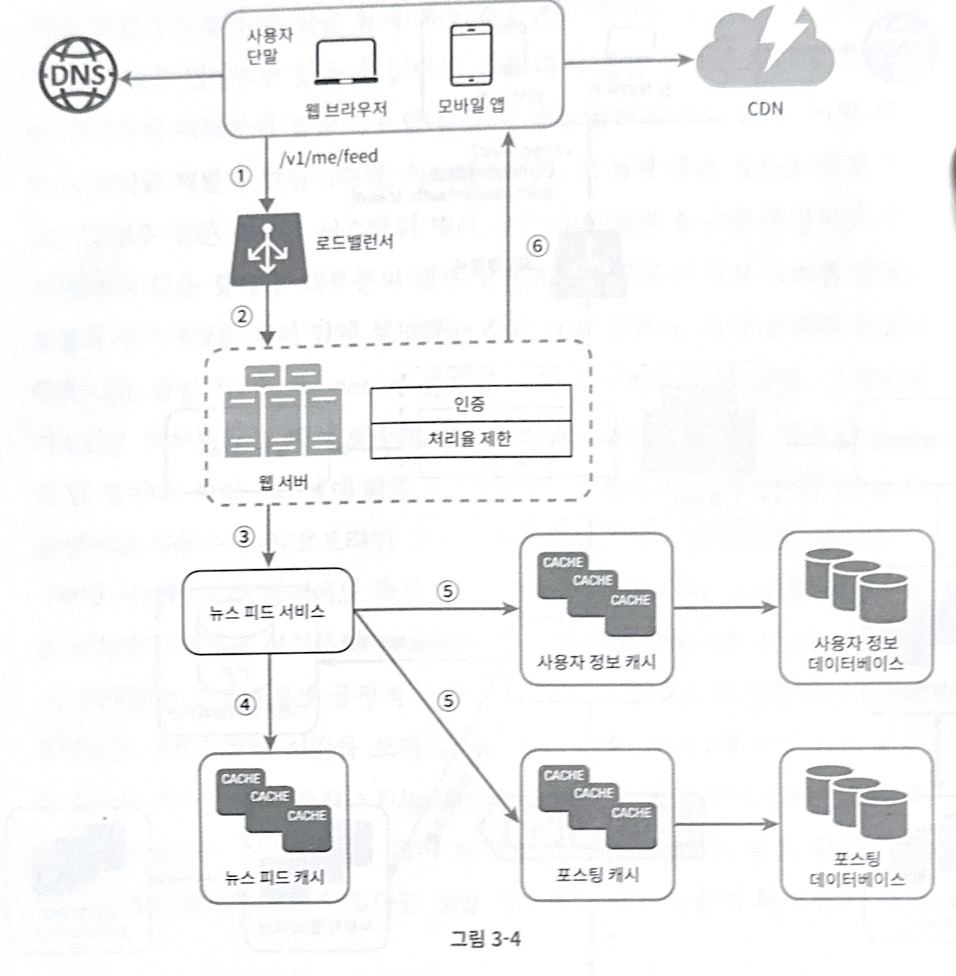 사용자
단말
DNS
웹 브라우저
모바일 앱
CDN
①
/v1/me/feed
로드밸런서
⑥
②
인증
처리율 제한
웹 서버
③
CACHE
CACHE
CACHE
뉴스 피드 서비스
⑤
사용자 정보 캐시
사용자 정보
데이터베이스
④
⑤
CACHE
CACHE
CACHE
뉴스 피드 캐시
CACHE
CACHE
CACHE
포스팅 캐시
포스팅
데이터베이스
그림 3-4